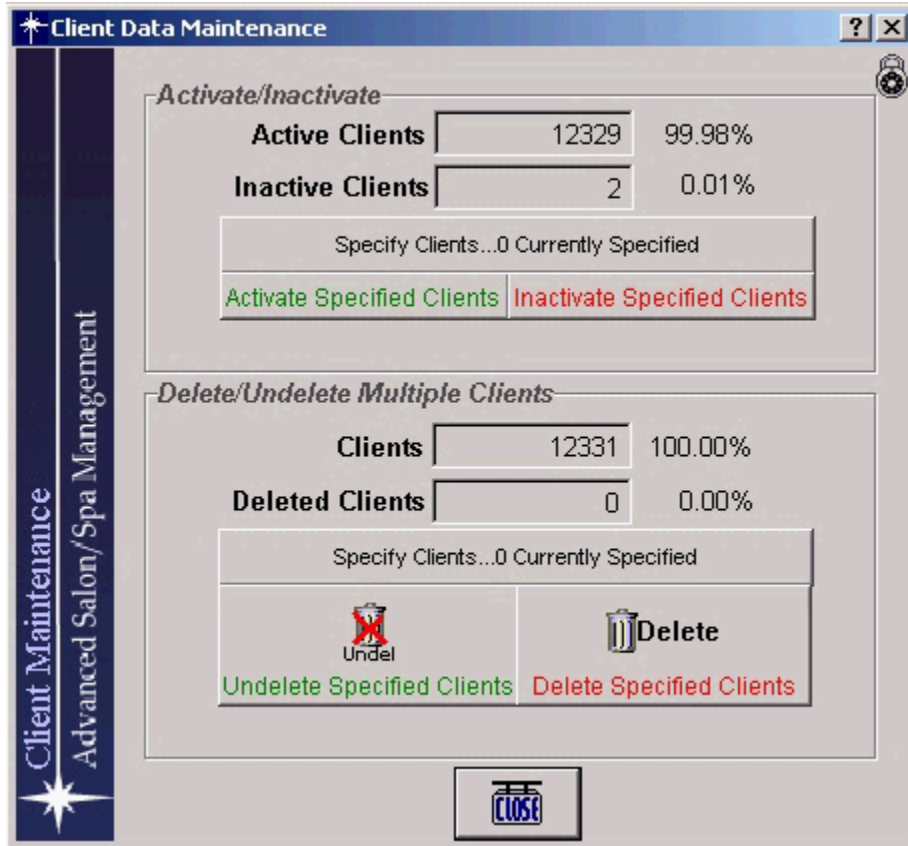 Client Data Maintenance
Activate/Inactivate
Active Clients 12329 99.98%
Inactive Clients 2 0.01%
Specify Clients...0 Currently Specified
Activate Specified Clients Inactivate Specified Clients
Delete/Undelete Multiple Clients
Clients 12331 100.00%
Deleted Clients 0 0.00%
Specify Clients...0 Currently Specified
Undel Delete
Undelete Specified Clients Delete Specified Clients
CLOSE
Client Maintenance
Advanced Salon/Spa Management